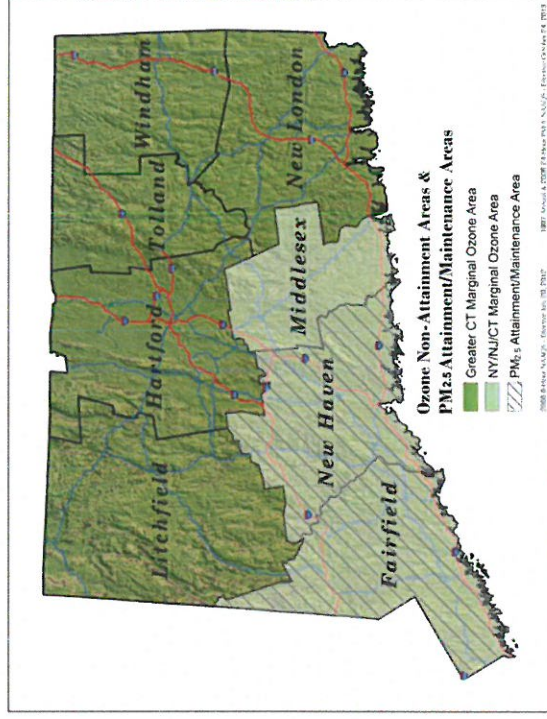 Litchfield
Hartford
Tolland
Windham
New London
Middlesex
New Haven
Fairfield
Ozone Non-Attainment Areas &
PM2.5 Attainment/Maintenance Areas
Greater CT Marginal Ozone Area
NY/NJ/CT Marginal Ozone Area
PM2.5 Attainment/Maintenance Area